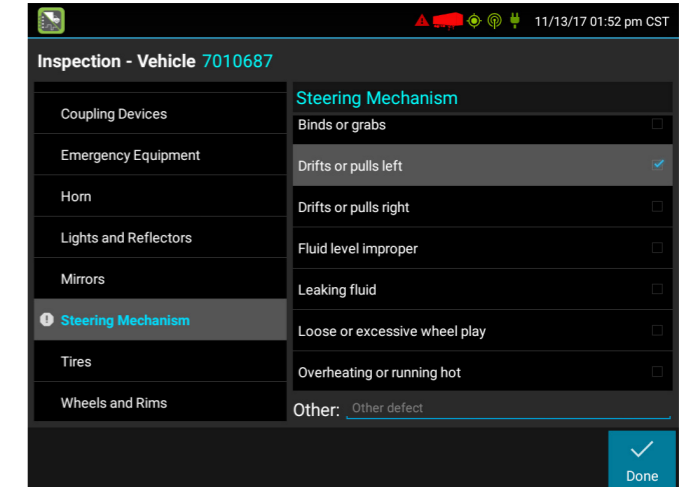 11/13/17 01:52 pm CST
Inspection - Vehicle 7010687
Coupling Devices
Emergency Equipment
Horn
Lights and Reflectors
Mirrors
Steering Mechanism
Tires
Wheels and Rims
Steering Mechanism
Binds or grabs
Drifts or pulls left
Drifts or pulls right
Fluid level improper
Leaking fluid
Loose or excessive wheel play
Overheating or running hot
Other: Other defect
Done